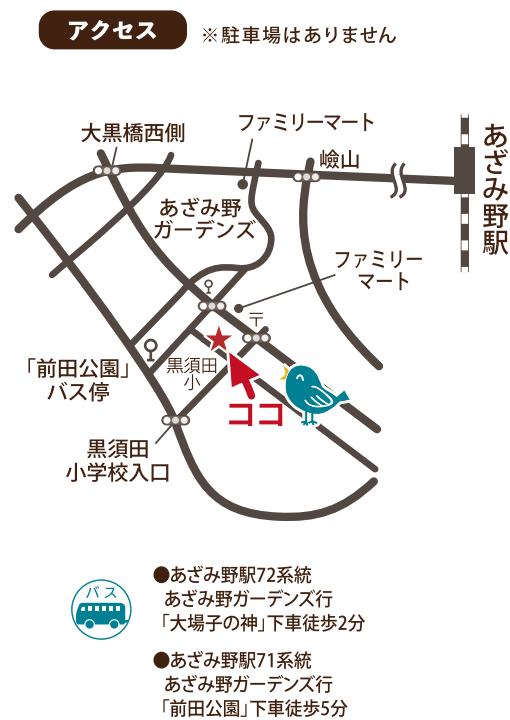 アクセス
※駐車場はありません
ファミリーマート
大黒橋西側
嶮山
あざみ野駅
あざみ野
ガーデンズ
ファミリー
マート
〒
「前田公園」
バス停
黒須田
小
ココ
黒須田
小学校入口
バス
●あざみ野駅72系統
あざみ野ガーデンズ行
「大場子の神」下車徒歩2分
●あざみ野駅71系統
あざみ野ガーデンズ行
「前田公園」下車徒歩5分